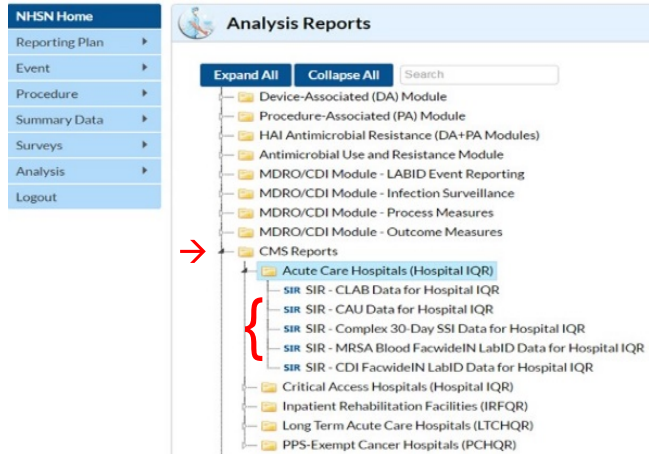 NHSN Home
Reporting Plan
Event
Procedure
Summary Data
Surveys
Analysis
Logout
Analysis Reports
Expand All Collapse All Search
Device-Associated (DA) Module
Procedure-Associated (PA) Module
HAI Antimicrobial Resistance (DA+PA Modules)
Antimicrobial Use and Resistance Module
MDRO/CDI Module - LABID Event Reporting
MDRO/CDI Module - Infection Surveillance
MDRO/CDI Module - Process Measures
MDRO/CDI Module - Outcome Measures
CMS Reports
Acute Care Hospitals (Hospital IQR)
SIR SIR - CLAB Data for Hospital IQR
SIR SIR - CAU Data for Hospital IQR
SIR SIR - Complex 30-Day SSI Data for Hospital IQR
SIR SIR - MRSA Blood FacwideIN LabID Data for Hospital IQR
SIR SIR - CDI FacwideIN LabID Data for Hospital IQR
Critical Access Hospitals (Hospital IQR)
Inpatient Rehabilitation Facilities (IRFQR)
Long Term Acute Care Hospitals (LTCHQR)
PPS-Exempt Cancer Hospitals (PCHQR)